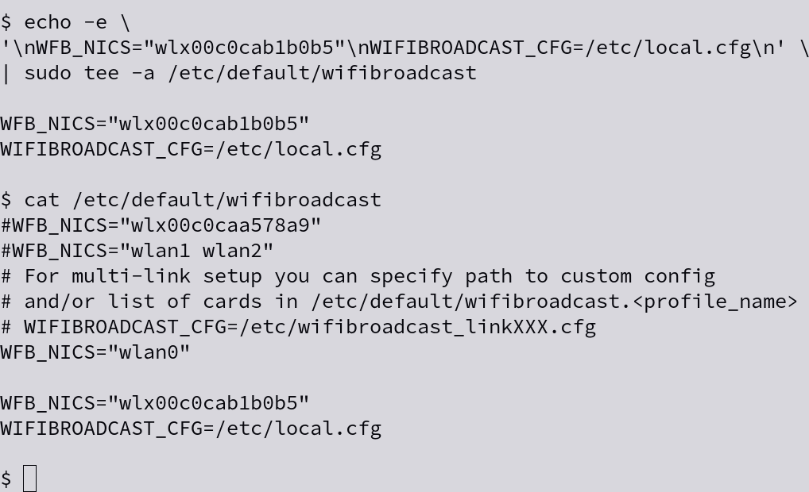 $ echo -e \
'\nWFB_NICS="wlx00c0cab1b0b5"\nWIFIBROADCAST_CFG=/etc/local.cfg\n' \
| sudo tee -a /etc/default/wifibroadcast

WFB_NICS="wlx00c0cab1b0b5"
WIFIBROADCAST_CFG=/etc/local.cfg

$ cat /etc/default/wifibroadcast
#WFB_NICS="wlx00c0caa578a9"
#WFB_NICS="wlan1 wlan2"
# For multi-link setup you can specify path to custom config
# and/or list of cards in /etc/default/wifibroadcast.<profile_name>
# WIFIBROADCAST_CFG=/etc/wifibroadcast_linkXXX.cfg
WFB_NICS="wlan0"

WFB_NICS="wlx00c0cab1b0b5"
WIFIBROADCAST_CFG=/etc/local.cfg

$